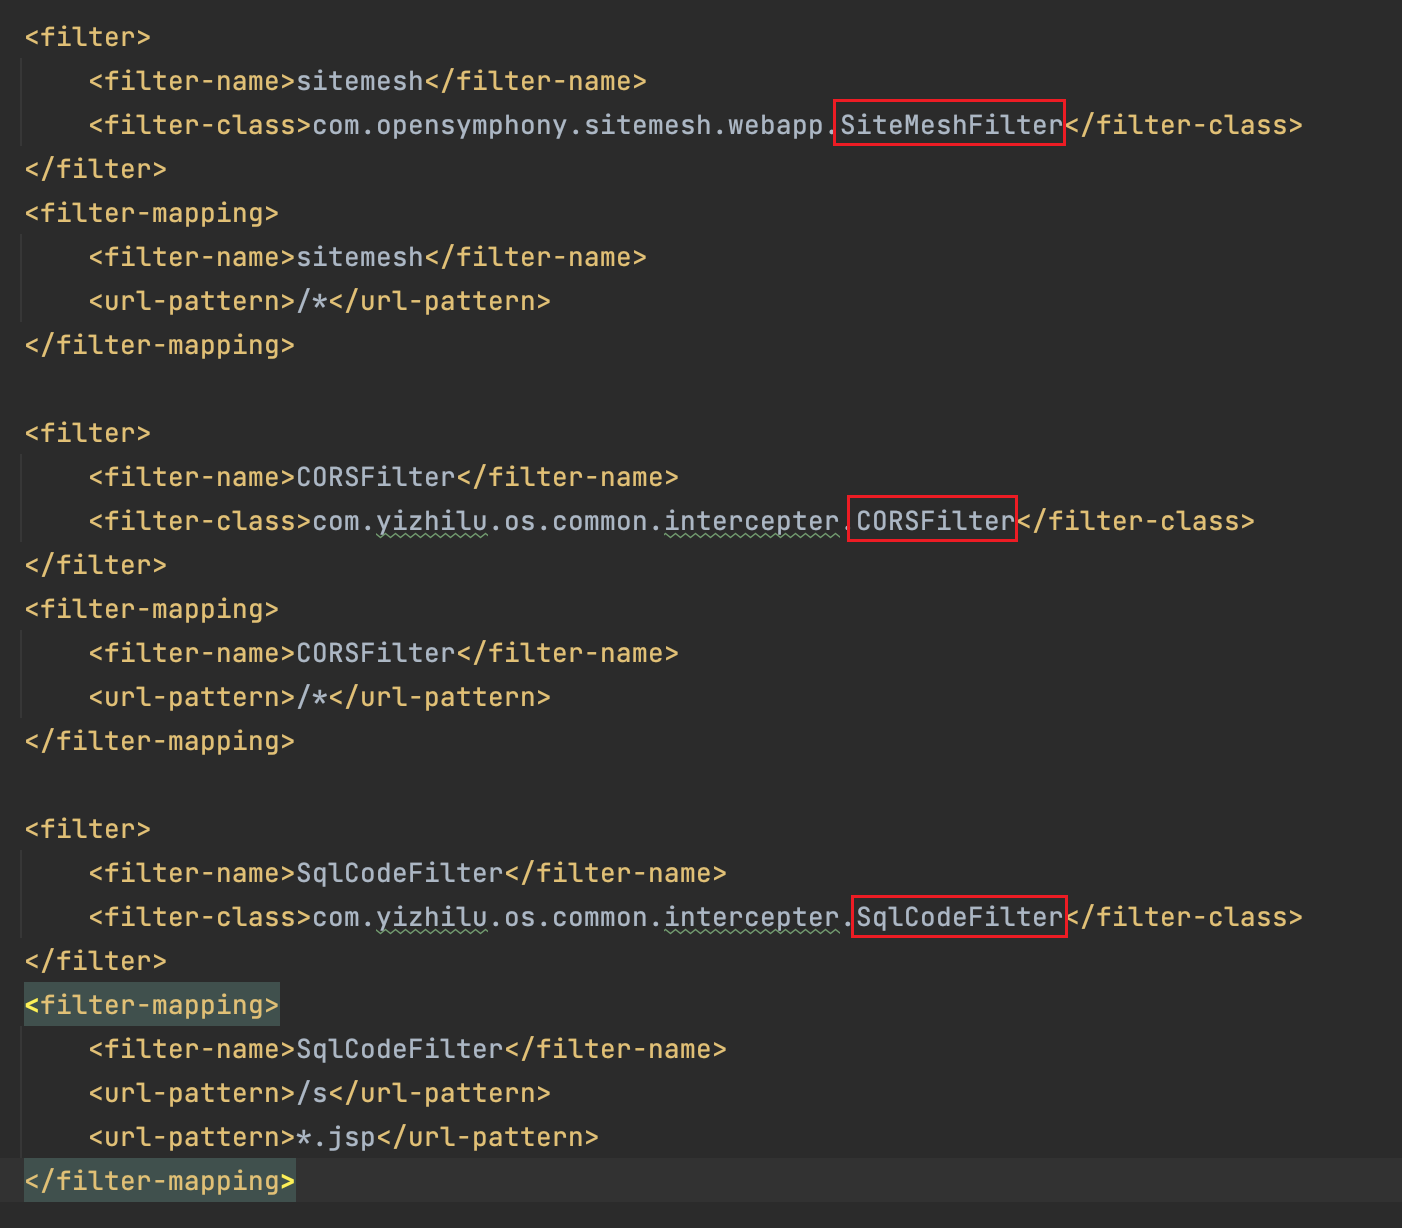 <filter>
    <filter-name>sitemesh</filter-name>
    <filter-class>com.opensymphony.sitemesh.webapp.SiteMeshFilter</filter-class>
</filter>
<filter-mapping>
    <filter-name>sitemesh</filter-name>
    <url-pattern>/*</url-pattern>
</filter-mapping>

<filter>
    <filter-name>CORSFilter</filter-name>
    <filter-class>com.yizhilu.os.common.intercepter.CORSFilter</filter-class>
</filter>
<filter-mapping>
    <filter-name>CORSFilter</filter-name>
    <url-pattern>/*</url-pattern>
</filter-mapping>

<filter>
    <filter-name>SqlCodeFilter</filter-name>
    <filter-class>com.yizhilu.os.common.intercepter.SqlCodeFilter</filter-class>
</filter>
<filter-mapping>
    <filter-name>SqlCodeFilter</filter-name>
    <url-pattern>/s</url-pattern>
    <url-pattern>*.jsp</url-pattern>
</filter-mapping>